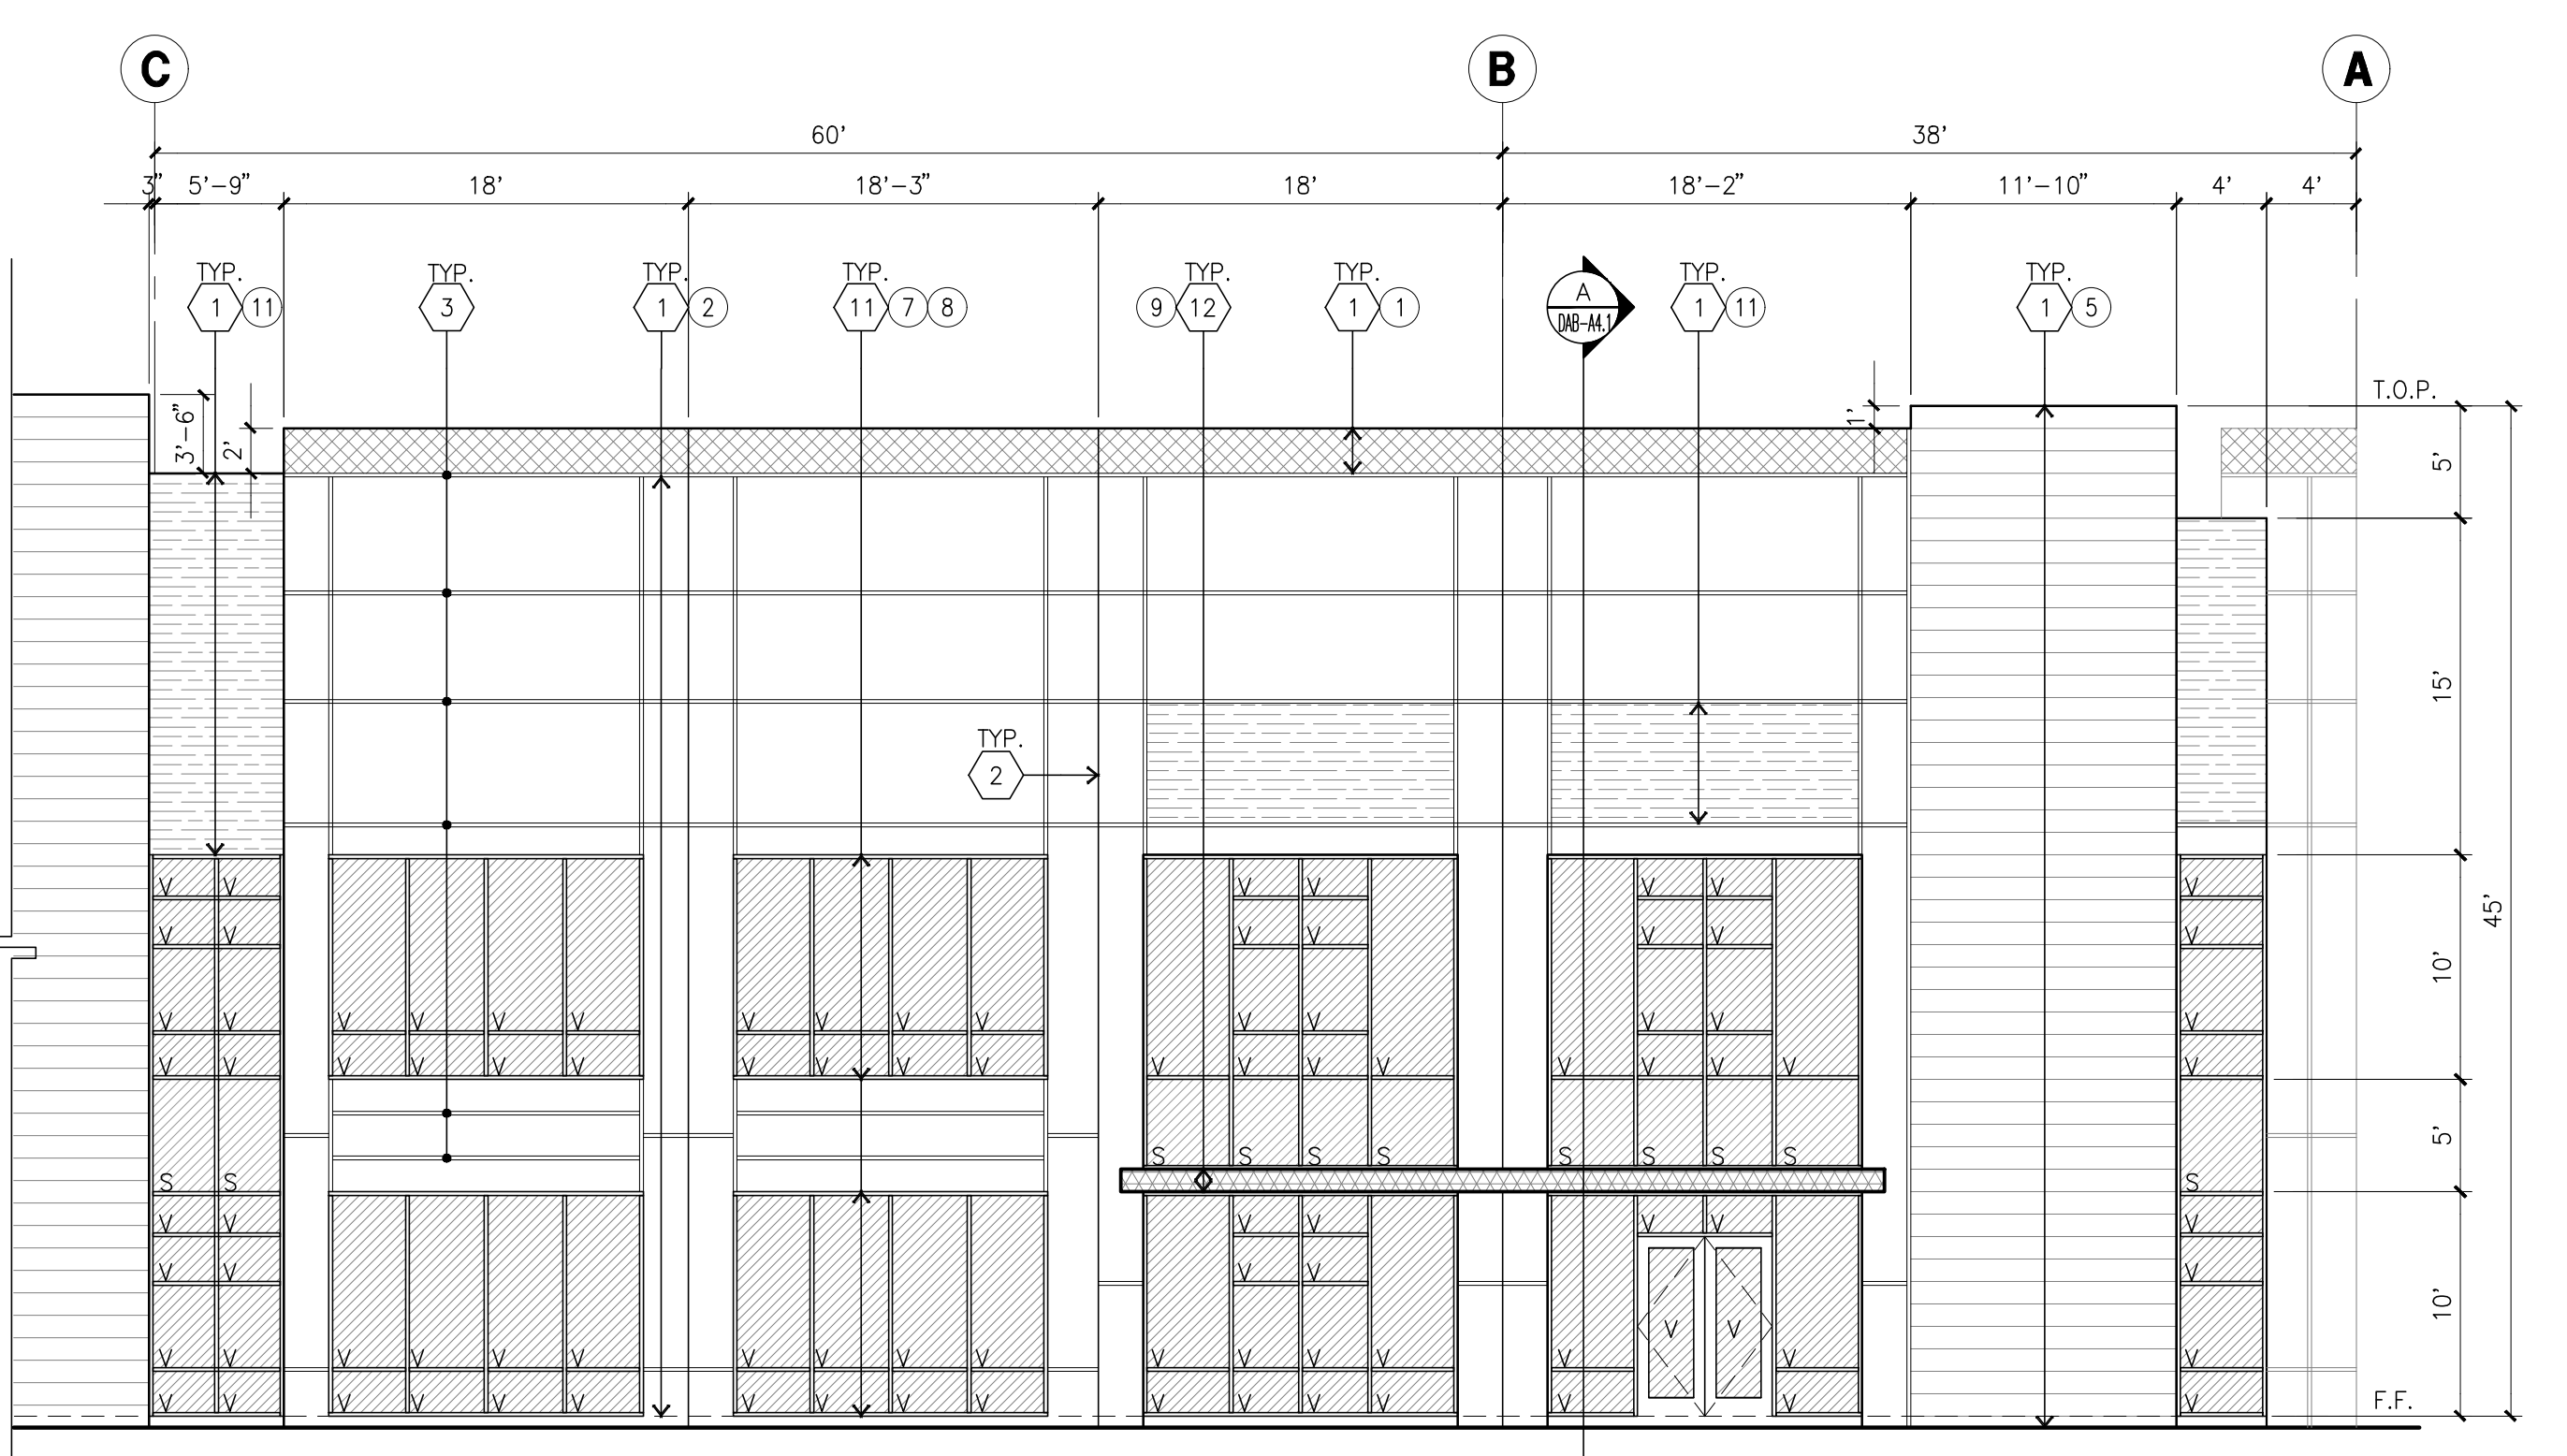 C B A
60' 38'
3" 5'-9" 18' 18'-3" 18' 18'-2" 11'-10" 4' 4'
TYP. TYP. TYP. TYP. TYP. TYP. TYP. TYP.
1 11 3 1 2 11 7 8 9 12 1 1 A 1 11 1 5
DAB-A4.1
T.O.P.
3'-6" 2' 1' 5'
15'
TYP.
2
V V V V V V V
45'
V V V V V V V
10'
V V V V V V V V V V V V V V V
V V V V V V V V V V V V V V V V V V V
5'
S S S S S S S S
S S S
V V V V V V V
V V V V V
10'
V V
V V V V V V V V V V V V V V V V V
F.F.
V V V V V V V V V V V V V V V V V